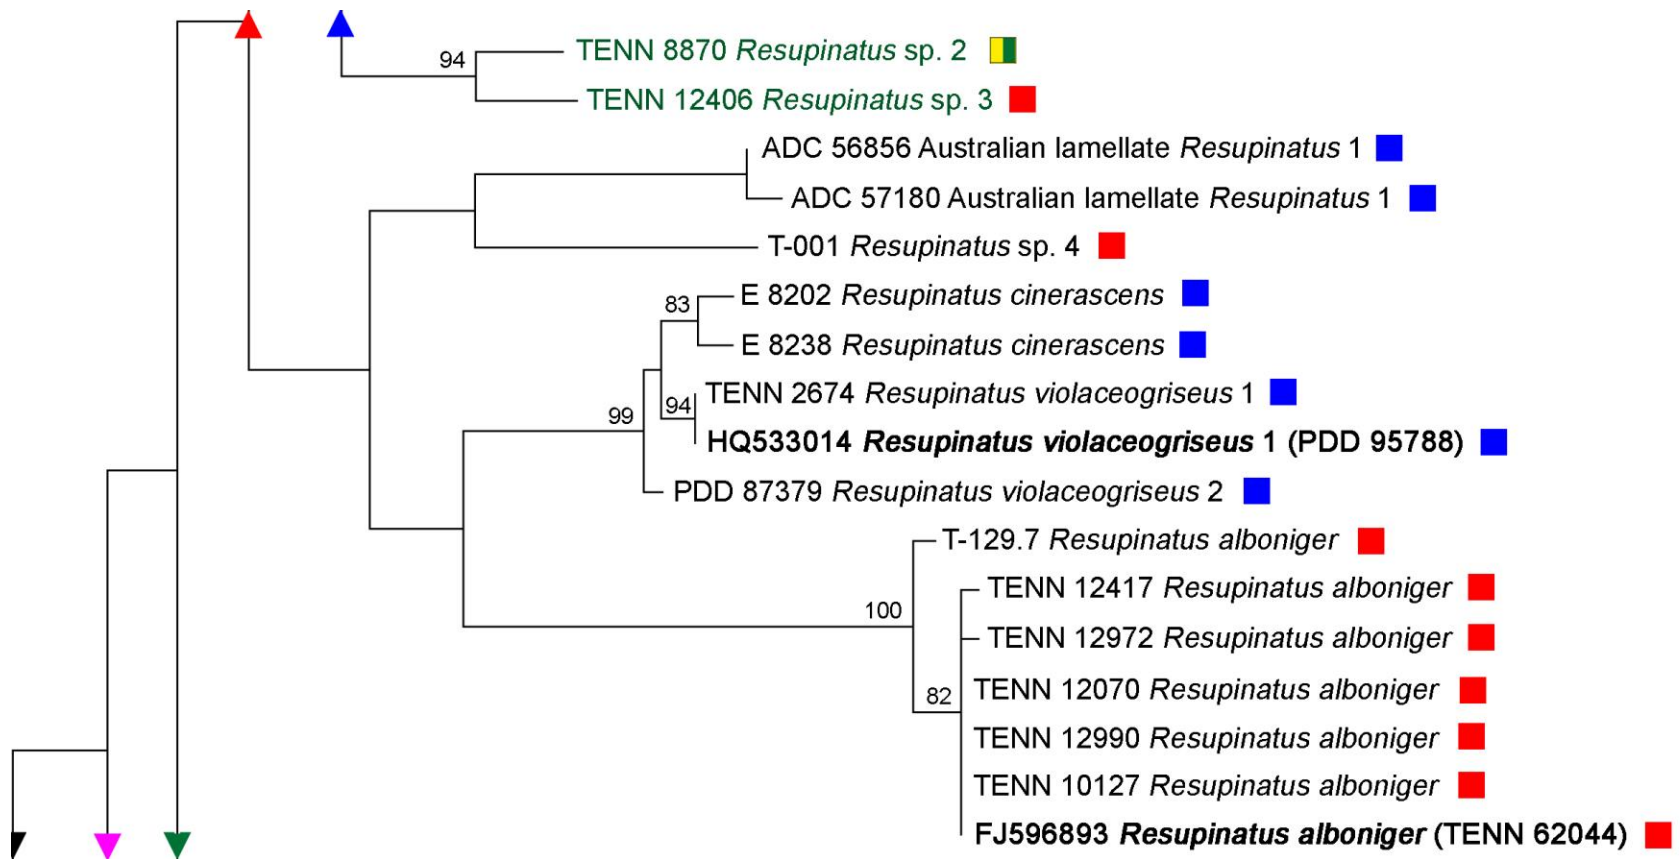 TENN 8870 Resupinatus sp. 2
94
TENN 12406 Resupinatus sp. 3
ADC 56856 Australian lamellate Resupinatus 1
ADC 57180 Australian lamellate Resupinatus 1
T-001 Resupinatus sp. 4
E 8202 Resupinatus cinerascens
83
E 8238 Resupinatus cinerascens
TENN 2674 Resupinatus violaceogriseus 1
94
99
HQ533014 Resupinatus violaceogriseus 1 (PDD 95788)
PDD 87379 Resupinatus violaceogriseus 2
T-129.7 Resupinatus alboniger
TENN 12417 Resupinatus alboniger
100
TENN 12972 Resupinatus alboniger
TENN 12070 Resupinatus alboniger
82
TENN 12990 Resupinatus alboniger
TENN 10127 Resupinatus alboniger
FJ596893 Resupinatus alboniger (TENN 62044)